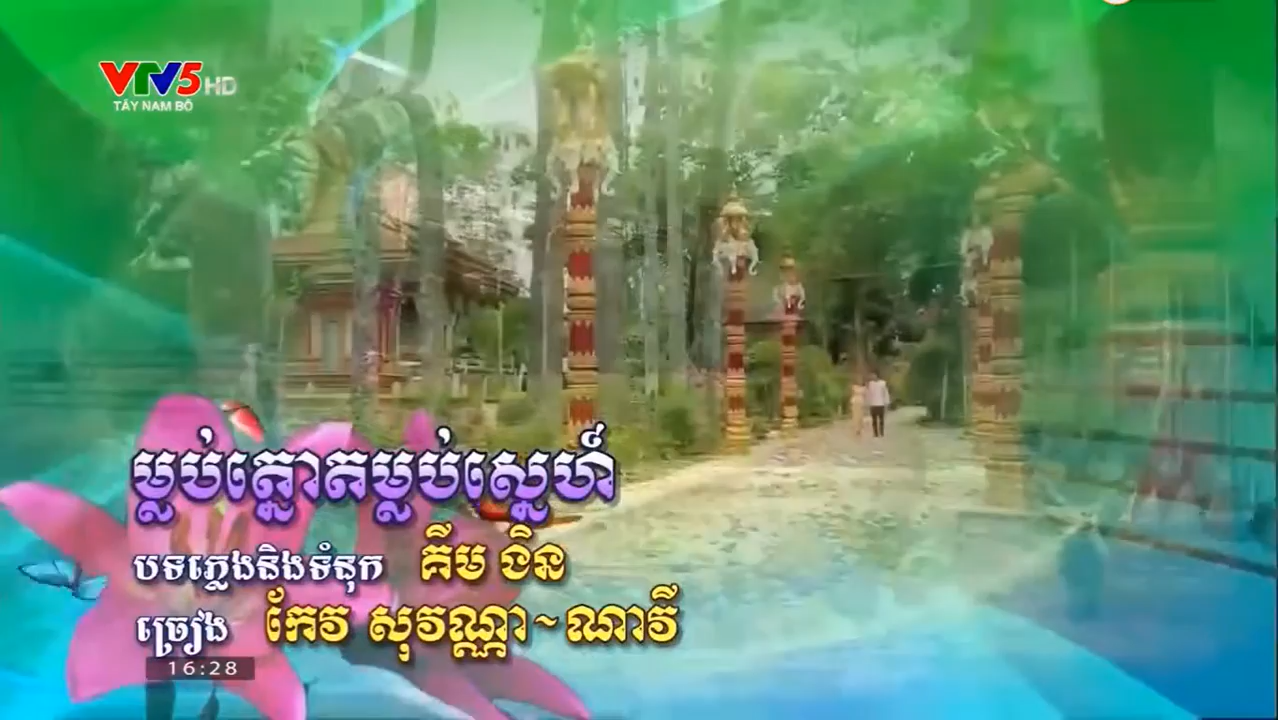 VTV5 HD
TÂY NAM BỘ
ម្លប់ត្នោតម្លប់ស្នេហ៍
បទភ្លេងនិងទំនុក គីម ងិន
ច្រៀង កែវ សុវណ្ណា ~ ណាវី
16:28